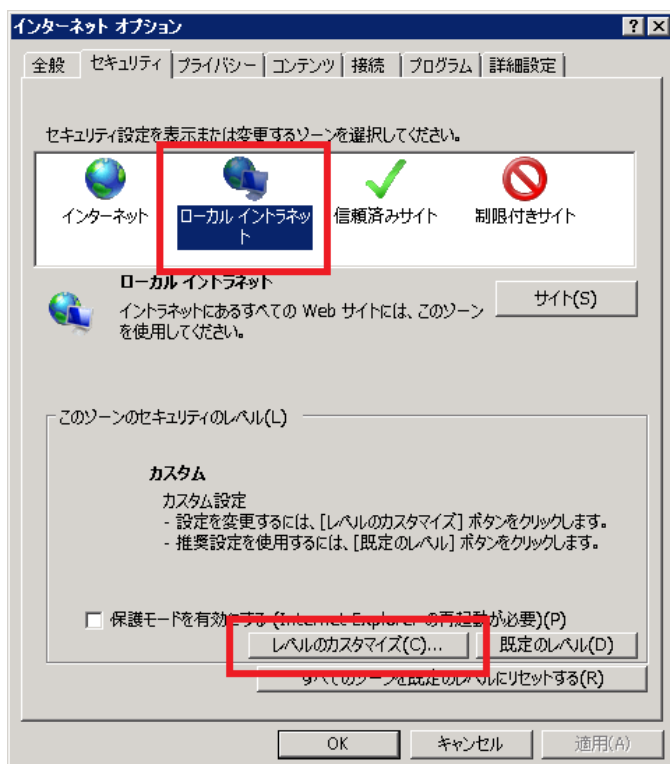 インターネット オプション
全般 セキュリティ プライバシー コンテンツ 接続 プログラム 詳細設定
セキュリティ設定を表示または変更するゾーンを選択してください。
インターネット ローカル イントラネッ 信頼済みサイト 制限付きサイト
ト
ローカル イントラネット
イントラネットにあるすべての Web サイトには、このゾーン
を使用してください。
サイト(S)
このゾーンのセキュリティのレベル(L)
カスタム
カスタム設定
- 設定を変更するには、[レベルのカスタマイズ] ボタンをクリックします。
- 推奨設定を使用するには、[既定のレベル] ボタンをクリックします。
保護モードを有効にする (Internet Explorer の再起動が必要)(P)
レベルのカスタマイズ(C)... 既定のレベル(D)
すべてのゾーンを既定のレベルにリセットする(R)
OK キャンセル 適用(A)